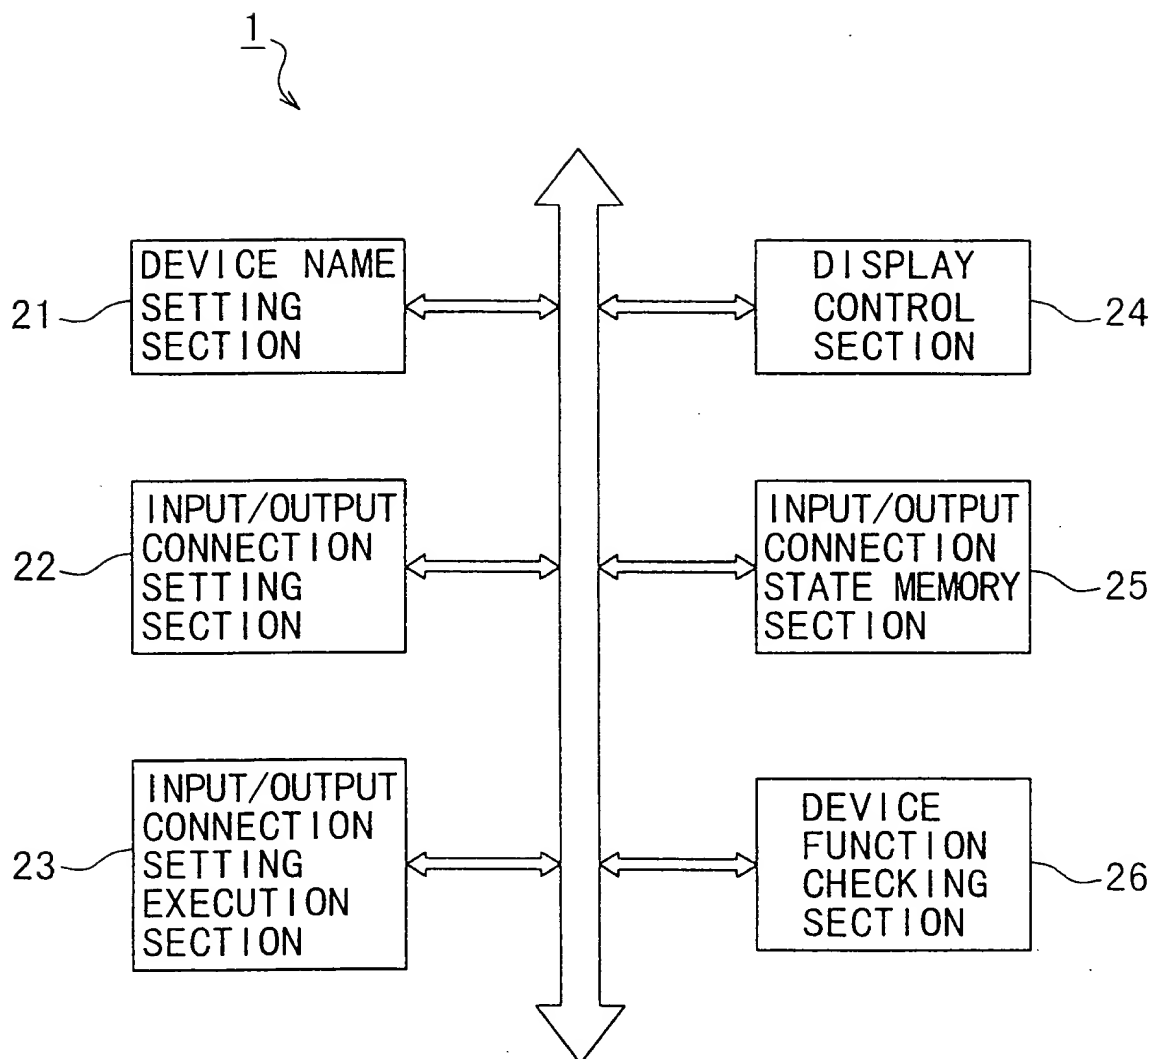 1
DEVICE NAME
SETTING
SECTION
21
DISPLAY
CONTROL
SECTION
24
INPUT/OUTPUT
CONNECTION
SETTING
SECTION
22
INPUT/OUTPUT
CONNECTION
STATE MEMORY
SECTION
25
INPUT/OUTPUT
CONNECTION
SETTING
EXECUTION
SECTION
23
DEVICE
FUNCTION
CHECKING
SECTION
26